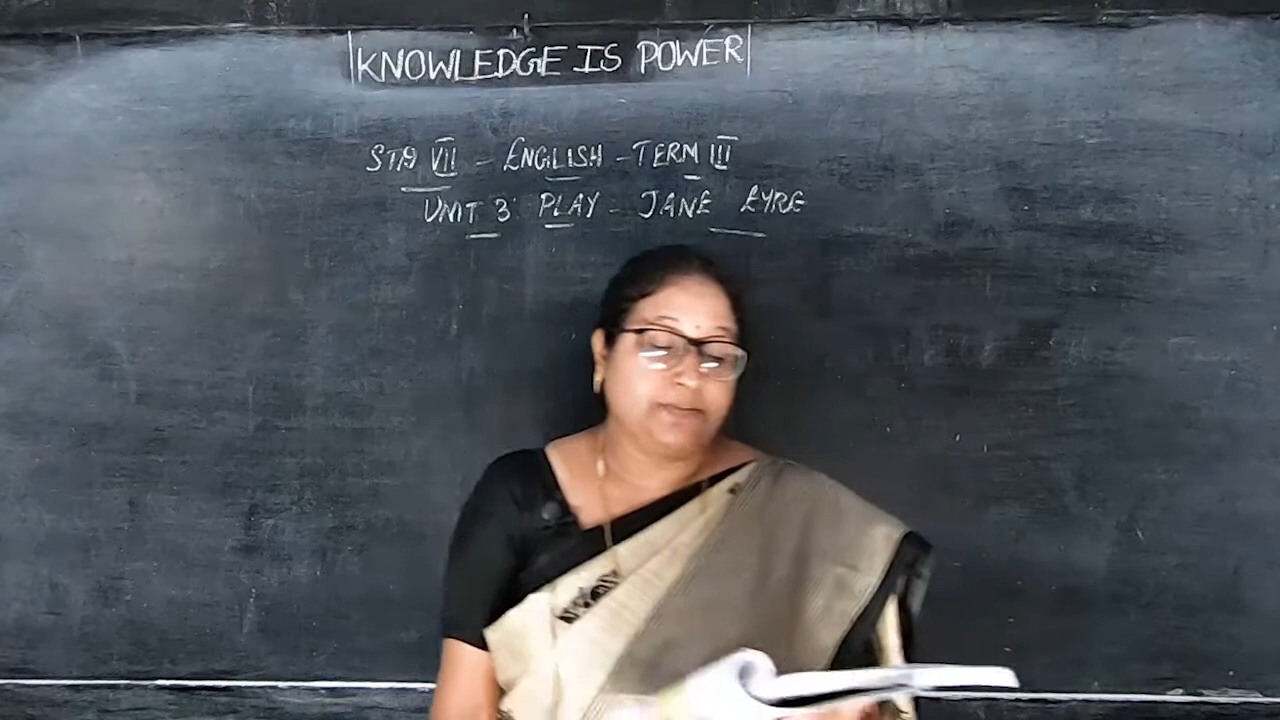 KNOWLEDGE IS POWER
STD VII - ENGLISH - TERM III
UNIT 3 PLAY - JANE EYRE